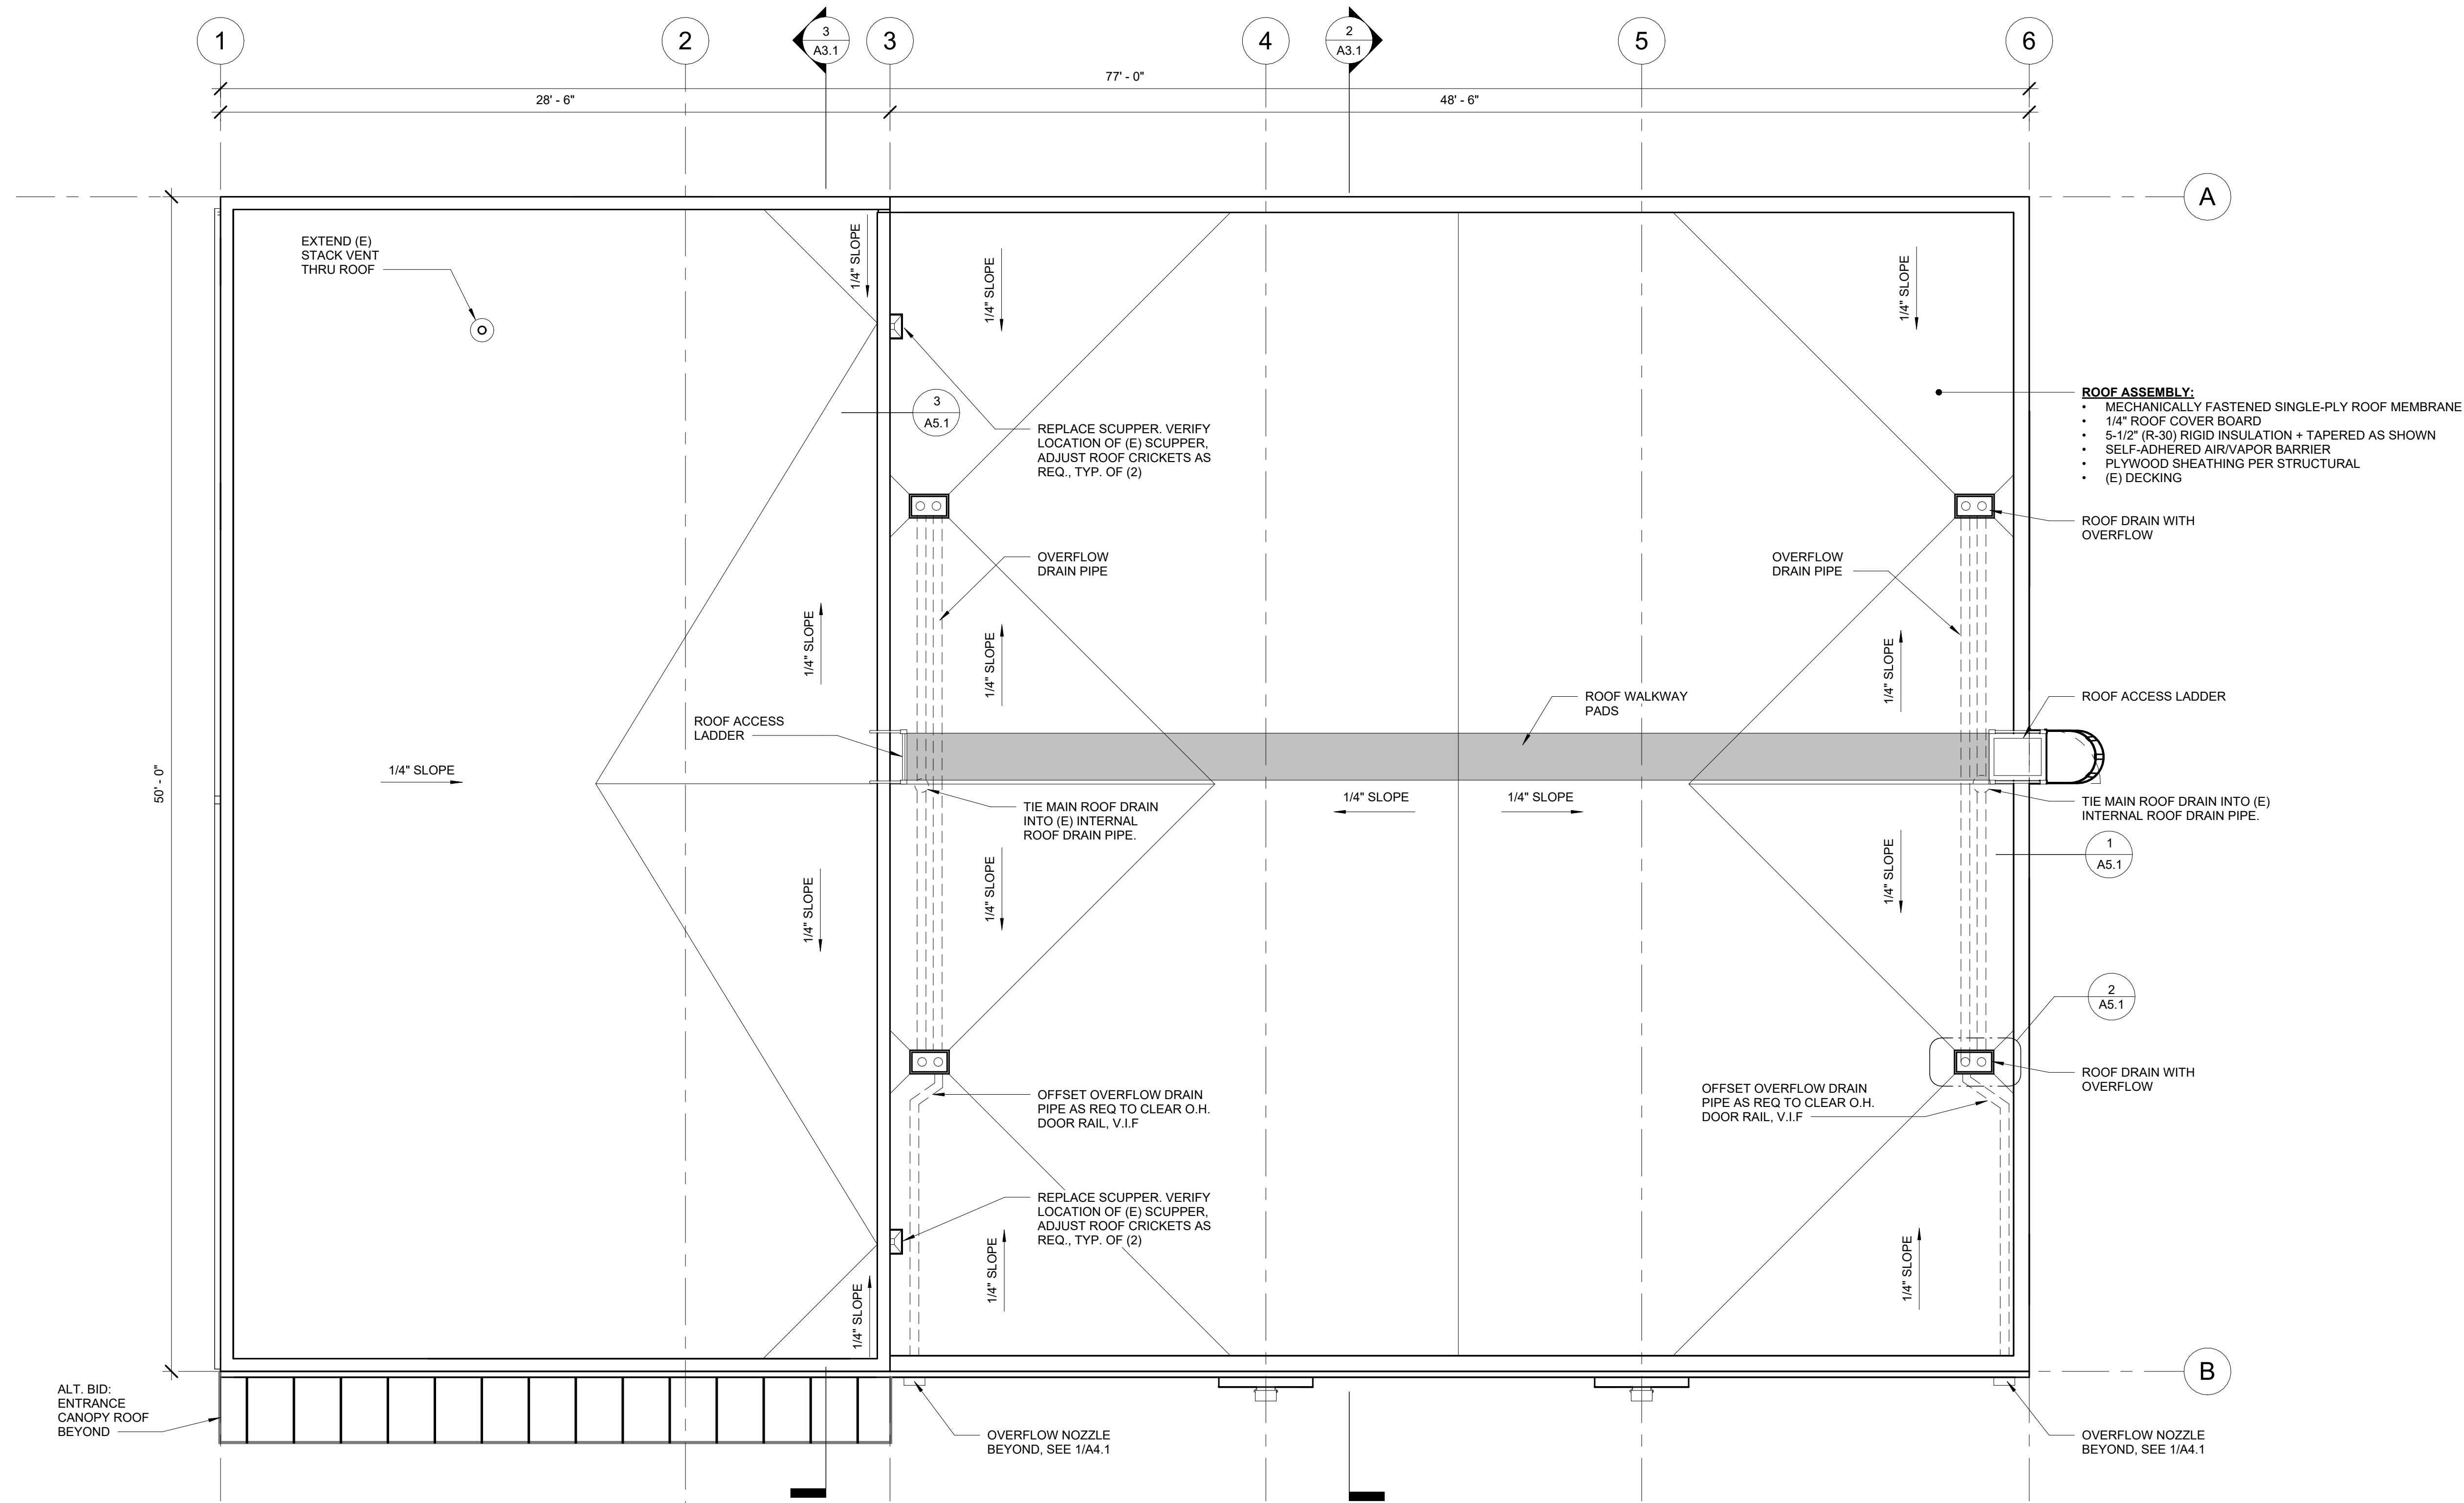 1
2
3
A3.1
3
4
2
A3.1
5
6
77' - 0"
28' - 6"
48' - 6"
A
EXTEND (E)
STACK VENT
THRU ROOF
1/4" SLOPE
1/4" SLOPE
1/4" SLOPE
3
A5.1
REPLACE SCUPPER. VERIFY
LOCATION OF (E) SCUPPER,
ADJUST ROOF CRICKETS AS
REQ., TYP. OF (2)
ROOF ASSEMBLY:
• MECHANICALLY FASTENED SINGLE-PLY ROOF MEMBRANE
• 1/4" ROOF COVER BOARD
• 5-1/2" (R-30) RIGID INSULATION + TAPERED AS SHOWN
• SELF-ADHERED AIR/VAPOR BARRIER
• PLYWOOD SHEATHING PER STRUCTURAL
• (E) DECKING
ROOF DRAIN WITH
OVERFLOW
OVERFLOW
DRAIN PIPE
OVERFLOW
DRAIN PIPE
1/4" SLOPE
1/4" SLOPE
1/4" SLOPE
ROOF WALKWAY
PADS
ROOF ACCESS LADDER
ROOF ACCESS
LADDER
50' - 0"
1/4" SLOPE
1/4" SLOPE
1/4" SLOPE
TIE MAIN ROOF DRAIN
INTO (E) INTERNAL
ROOF DRAIN PIPE.
TIE MAIN ROOF DRAIN INTO (E)
INTERNAL ROOF DRAIN PIPE.
1
A5.1
1/4" SLOPE
1/4" SLOPE
1/4" SLOPE
2
A5.1
ROOF DRAIN WITH
OVERFLOW
OFFSET OVERFLOW DRAIN
PIPE AS REQ TO CLEAR O.H.
DOOR RAIL, V.I.F
OFFSET OVERFLOW DRAIN
PIPE AS REQ TO CLEAR O.H.
DOOR RAIL, V.I.F
REPLACE SCUPPER. VERIFY
LOCATION OF (E) SCUPPER,
ADJUST ROOF CRICKETS AS
REQ., TYP. OF (2)
1/4" SLOPE
1/4" SLOPE
1/4" SLOPE
B
ALT. BID:
ENTRANCE
CANOPY ROOF
BEYOND
OVERFLOW NOZZLE
BEYOND, SEE 1/A4.1
OVERFLOW NOZZLE
BEYOND, SEE 1/A4.1